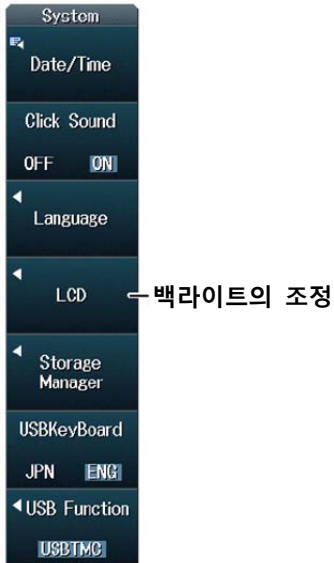 System
Date/Time
Click Sound
OFF ON
Language
LCD 백라이트의 조정
Storage
Manager
USBKeyBoard
JPN ENG
USB Function
USBTMC